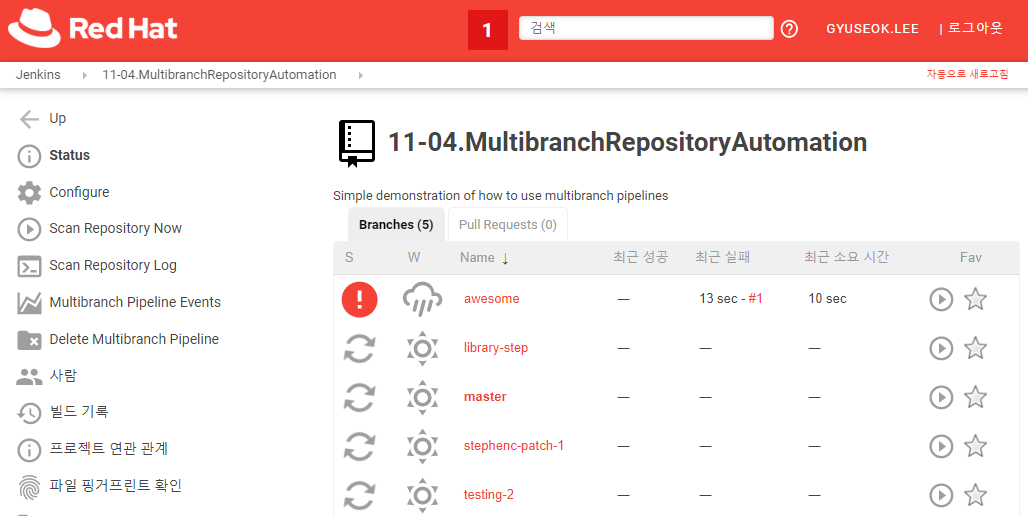 Red Hat
1
검색
GYUSEOK.LEE
| 로그아웃
Jenkins
11-04.MultibranchRepositoryAutomation
자동으로 새로고침
Up
Status
Configure
Scan Repository Now
Scan Repository Log
Multibranch Pipeline Events
Delete Multibranch Pipeline
사람
빌드 기록
프로젝트 연관 관계
파일 핑거프린트 확인
11-04.MultibranchRepositoryAutomation
Simple demonstration of how to use multibranch pipelines
Branches (5) Pull Requests (0)
S W Name ↓ 최근 성공 최근 실패 최근 소요 시간 Fav
awesome — 13 sec - #1 10 sec
library-step — — —
master — — —
stephenc-patch-1 — — —
testing-2 — — —